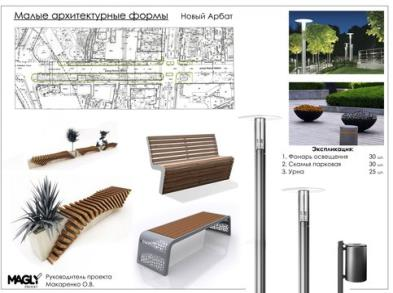 Малые архитектурные формы Новый Арбат
Экспликация:
1. Фонарь освещения 30 шт.
2. Скамья парковая 30 шт.
3. Урна 25 шт.
MAGLY
Руководитель проекта
Макаренко О.В.